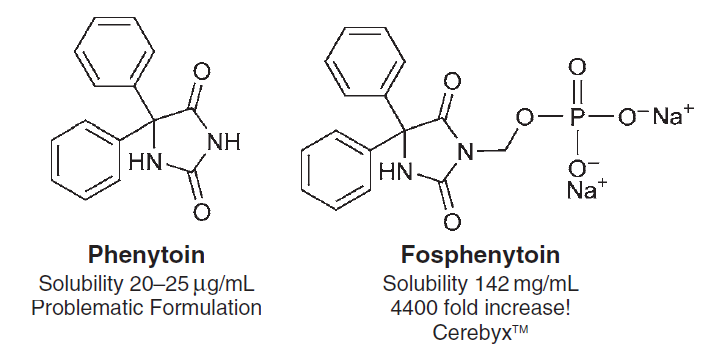 O
NH
HN
O
Phenytoin
Solubility 20–25 µg/mL
Problematic Formulation
O
O
O–P–O⁻Na⁺
N
HN
O⁻
Na⁺
O
Fosphenytoin
Solubility 142 mg/mL
4400 fold increase!
Cerebyx™